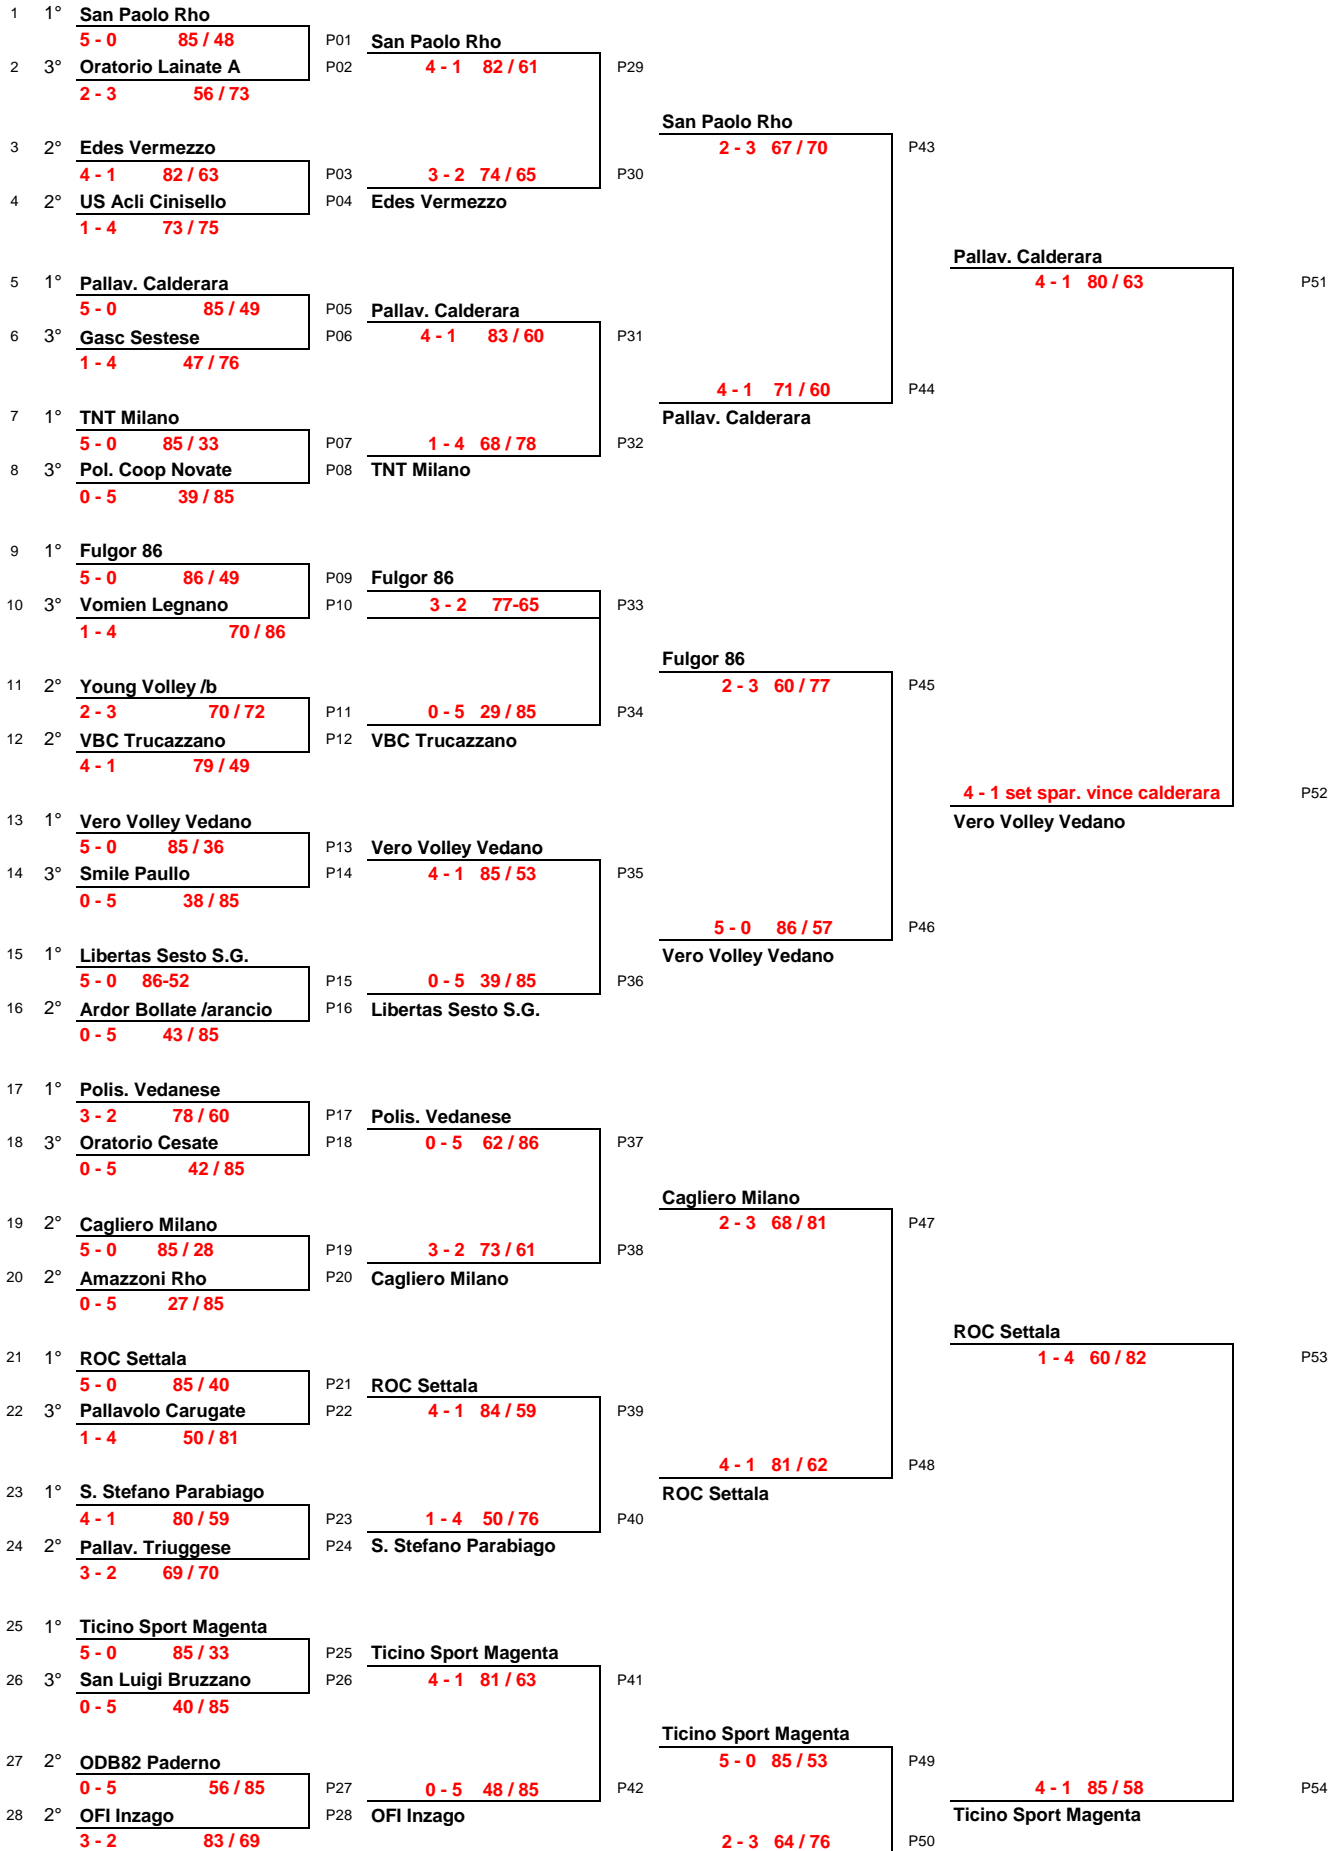 1 1° San Paolo Rho
5 - 0 85 / 48 P01 San Paolo Rho
2 3° Oratorio Lainate A P02 4 - 1 82 / 61 P29
2 - 3 56 / 73
San Paolo Rho
3 2° Edes Vermezzo 2 - 3 67 / 70 P43
4 - 1 82 / 63 P03 3 - 2 74 / 65 P30
4 2° US Acli Cinisello P04 Edes Vermezzo
1 - 4 73 / 75
Pallav. Calderara
5 1° Pallav. Calderara 4 - 1 80 / 63 P51
5 - 0 85 / 49 P05 Pallav. Calderara
6 3° Gasc Sestese P06 4 - 1 83 / 60 P31
1 - 4 47 / 76
4 - 1 71 / 60 P44
7 1° TNT Milano Pallav. Calderara
5 - 0 85 / 33 P07 1 - 4 68 / 78 P32
8 3° Pol. Coop Novate P08 TNT Milano
0 - 5 39 / 85
9 1° Fulgor 86
5 - 0 86 / 49 P09 Fulgor 86
10 3° Vomien Legnano P10 3 - 2 77-65 P33
1 - 4 70 / 86
Fulgor 86
11 2° Young Volley /b 2 - 3 60 / 77 P45
2 - 3 70 / 72 P11 0 - 5 29 / 85 P34
12 2° VBC Trucazzano P12 VBC Trucazzano
4 - 1 79 / 49
4 - 1 set spar. vince calderara P52
13 1° Vero Volley Vedano Vero Volley Vedano
5 - 0 85 / 36 P13 Vero Volley Vedano
14 3° Smile Paullo P14 4 - 1 85 / 53 P35
0 - 5 38 / 85
5 - 0 86 / 57 P46
15 1° Libertas Sesto S.G. Vero Volley Vedano
5 - 0 86-52 P15 0 - 5 39 / 85 P36
16 2° Ardor Bollate /arancio P16 Libertas Sesto S.G.
0 - 5 43 / 85
17 1° Polis. Vedanese
3 - 2 78 / 60 P17 Polis. Vedanese
18 3° Oratorio Cesate P18 0 - 5 62 / 86 P37
0 - 5 42 / 85
Cagliero Milano
19 2° Cagliero Milano 2 - 3 68 / 81 P47
5 - 0 85 / 28 P19 3 - 2 73 / 61 P38
20 2° Amazzoni Rho P20 Cagliero Milano
0 - 5 27 / 85
ROC Settala
21 1° ROC Settala 1 - 4 60 / 82 P53
5 - 0 85 / 40 P21 ROC Settala
22 3° Pallavolo Carugate P22 4 - 1 84 / 59 P39
1 - 4 50 / 81
4 - 1 81 / 62 P48
23 1° S. Stefano Parabiago ROC Settala
4 - 1 80 / 59 P23 1 - 4 50 / 76 P40
24 2° Pallav. Triuggese P24 S. Stefano Parabiago
3 - 2 69 / 70
25 1° Ticino Sport Magenta
5 - 0 85 / 33 P25 Ticino Sport Magenta
26 3° San Luigi Bruzzano P26 4 - 1 81 / 63 P41
0 - 5 40 / 85
Ticino Sport Magenta
27 2° ODB82 Paderno 5 - 0 85 / 53 P49
0 - 5 56 / 85 P27 0 - 5 48 / 85 P42 4 - 1 85 / 58 P54
28 2° OFI Inzago P28 OFI Inzago Ticino Sport Magenta
3 - 2 83 / 69 2 - 3 64 / 76 P50